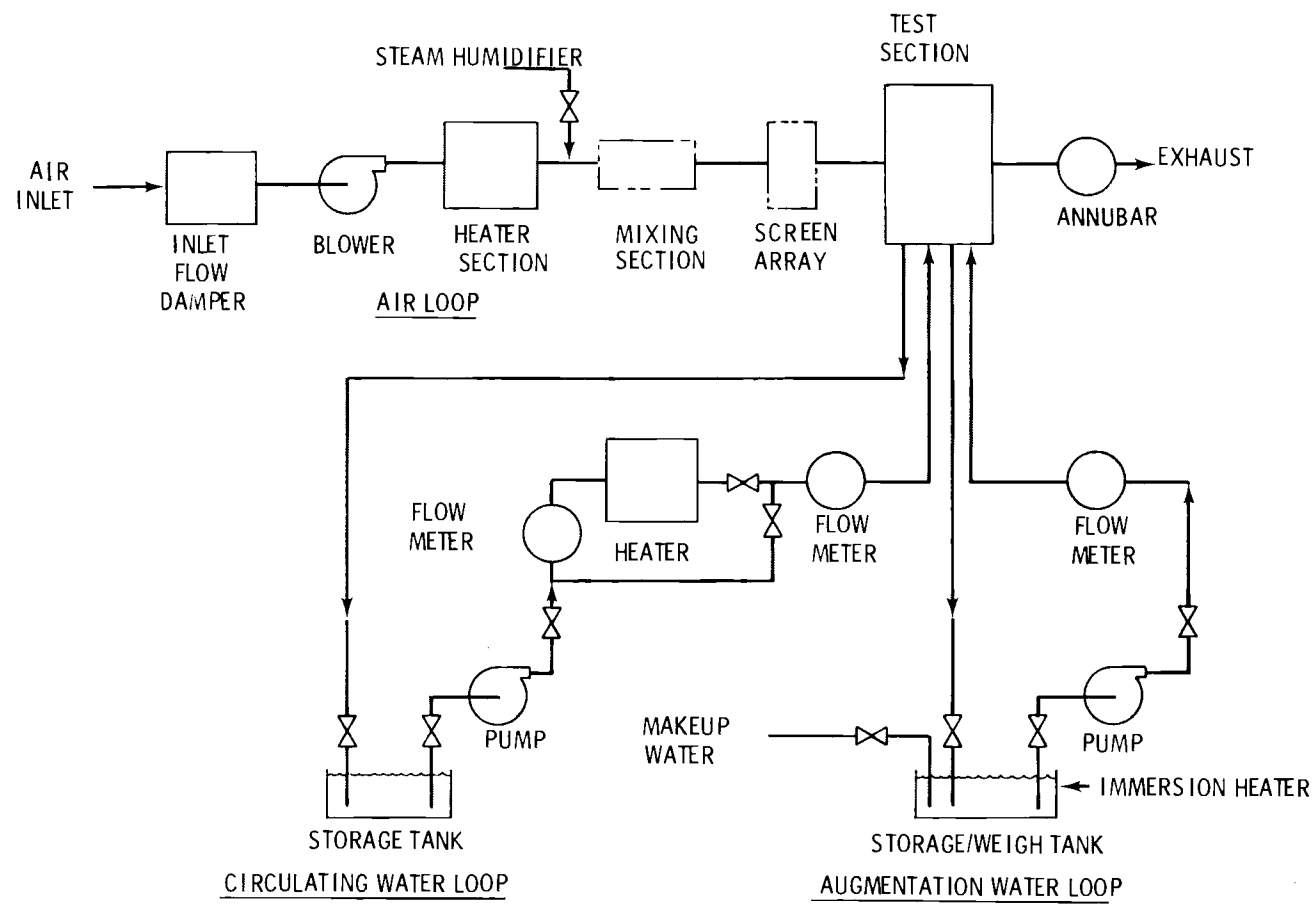 TEST
SECTION
STEAM HUMIDIFIER
AIR
INLET
EXHAUST
INLET
FLOW
DAMPER
BLOWER
HEATER
SECTION
MIXING
SECTION
SCREEN
ARRAY
ANNUBAR
AIR LOOP
FLOW
METER
HEATER
FLOW
METER
FLOW
METER
PUMP
MAKEUP
WATER
PUMP
IMMERSION HEATER
STORAGE TANK
STORAGE/WEIGH TANK
CIRCULATING WATER LOOP
AUGMENTATION WATER LOOP